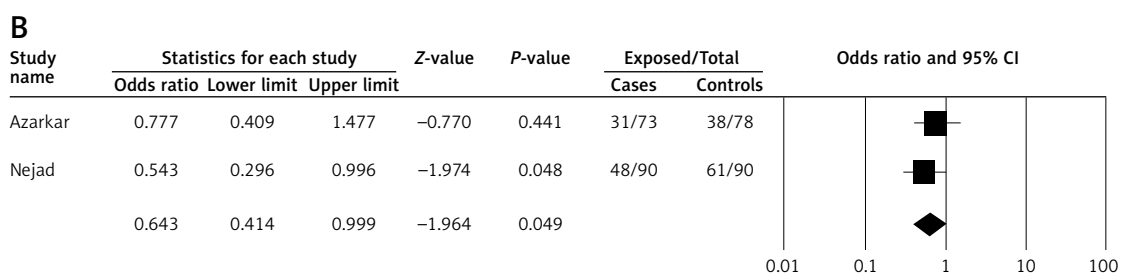 B
Study name Statistics for each study Z-value P-value Exposed/Total Odds ratio and 95% CI
Odds ratio Lower limit Upper limit Cases Controls
Azarkar 0.777 0.409 1.477 –0.770 0.441 31/73 38/78
Nejad 0.543 0.296 0.996 –1.974 0.048 48/90 61/90
0.643 0.414 0.999 –1.964 0.049
0.01 0.1 1 10 100